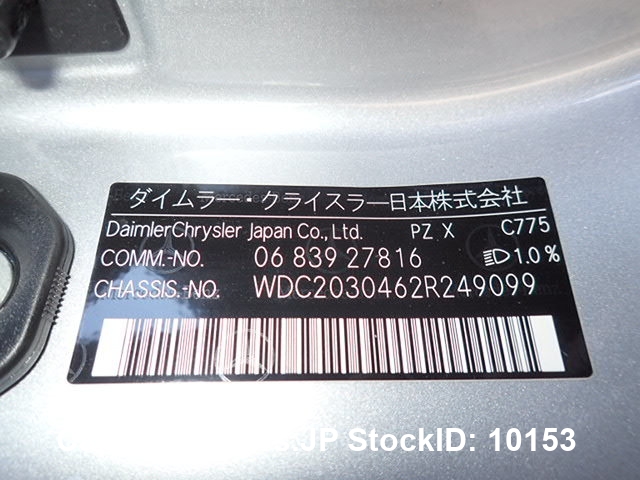 ダイムラー・クライスラー日本株式会社
DaimlerChrysler Japan Co., Ltd. PZ X C775
COMM.-NO. 06 839 27816 1.0%
CHASSIS.-NO. WDC2030462R249099
JP StockID: 10153